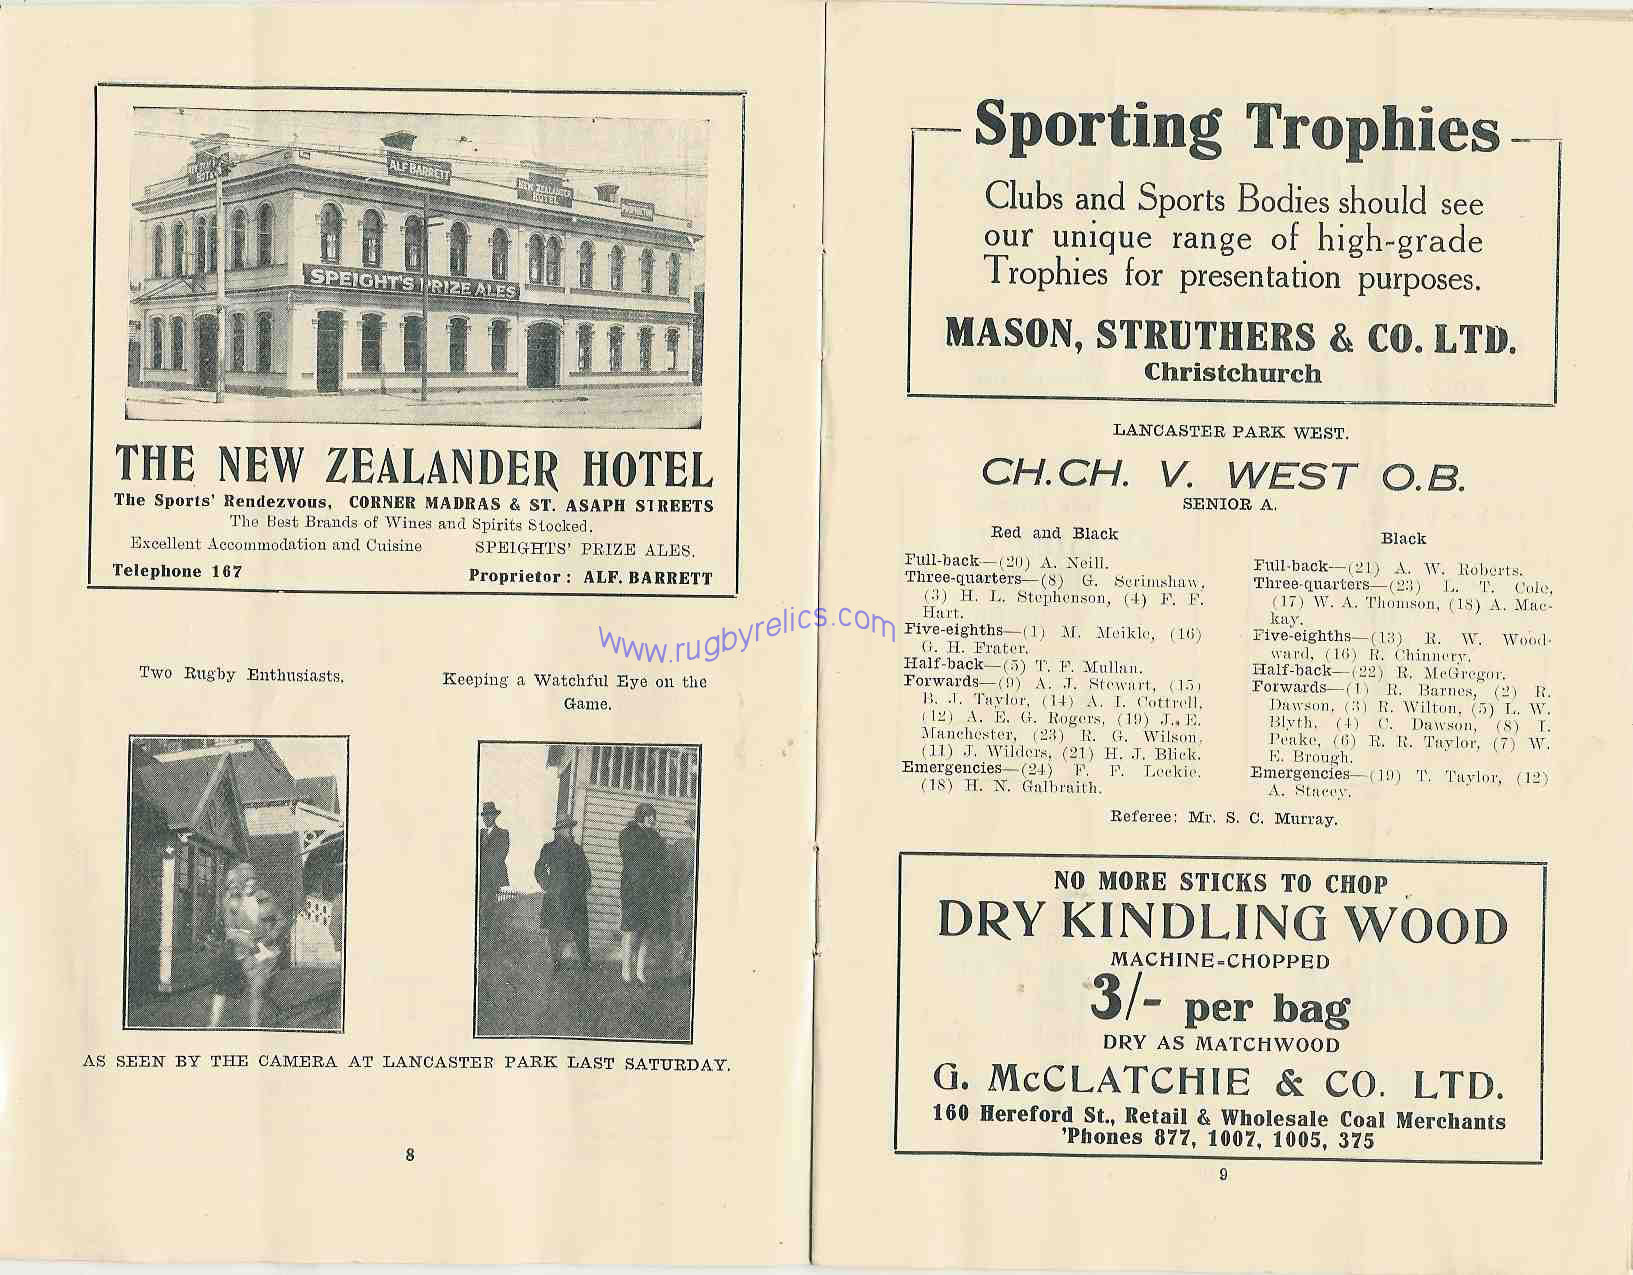 ALF BARRETT
NEW ZEALANDER
HOTEL
SPEIGHT'S PRIZE ALES
THE NEW ZEALANDER HOTEL
The Sports' Rendezvous, CORNER MADRAS & ST. ASAPH STREETS
The Best Brands of Wines and Spirits Stocked.
Excellent Accommodation and Cuisine SPEIGHTS' PRIZE ALES.
Telephone 167 Proprietor: ALF. BARRETT
www.rugbyrelics.com
Two Rugby Enthusiasts.
Keeping a Watchful Eye on the
Game.
AS SEEN BY THE CAMERA AT LANCASTER PARK LAST SATURDAY.
8
Sporting Trophies
Clubs and Sports Bodies should see
our unique range of high-grade
Trophies for presentation purposes.
MASON, STRUTHERS & CO. LTD.
Christchurch
LANCASTER PARK WEST.
CH.CH. V. WEST O.B.
SENIOR A.
Red and Black
Full-back—(20) A. Neill.
Three-quarters—(8) G. Scrimshaw,
(3) H. L. Stephenson, (4) F. F.
Hart.
Five-eighths—(1) M. Meikle, (16)
G. H. Frater.
Half-back—(5) T. F. Mullan.
Forwards—(9) A. J. Stewart, (15)
B. J. Taylor, (14) A. I. Cottrell,
(12) A. E. G. Rogers, (19) J. E.
Manchester, (23) R. G. Wilson,
(11) J. Wilders, (21) H. J. Blick.
Emergencies—(24) F. F. Leckie,
(18) H. N. Galbraith.
Black
Full-back—(21) A. W. Roberts.
Three-quarters—(23) L. T. Cole,
(17) W. A. Thomson, (18) A. Mac-
kay.
Five-eighths—(13) R. W. Wood-
ward, (16) R. Chinnery.
Half-back—(22) R. McGregor.
Forwards—(1) R. Barnes, (2) R.
Dawson, (3) R. Wilton, (5) L. W.
Blyth, (4) C. Dawson, (8) I.
Peake, (6) R. R. Taylor, (7) W.
E. Brough.
Emergencies—(19) T. Taylor, (12)
A. Stacey.
Referee: Mr. S. C. Murray.
NO MORE STICKS TO CHOP
DRY KINDLING WOOD
MACHINE-CHOPPED
3/- per bag
DRY AS MATCHWOOD
G. McCLATCHIE & CO. LTD.
160 Hereford St., Retail & Wholesale Coal Merchants
'Phones 877, 1007, 1005, 375
9